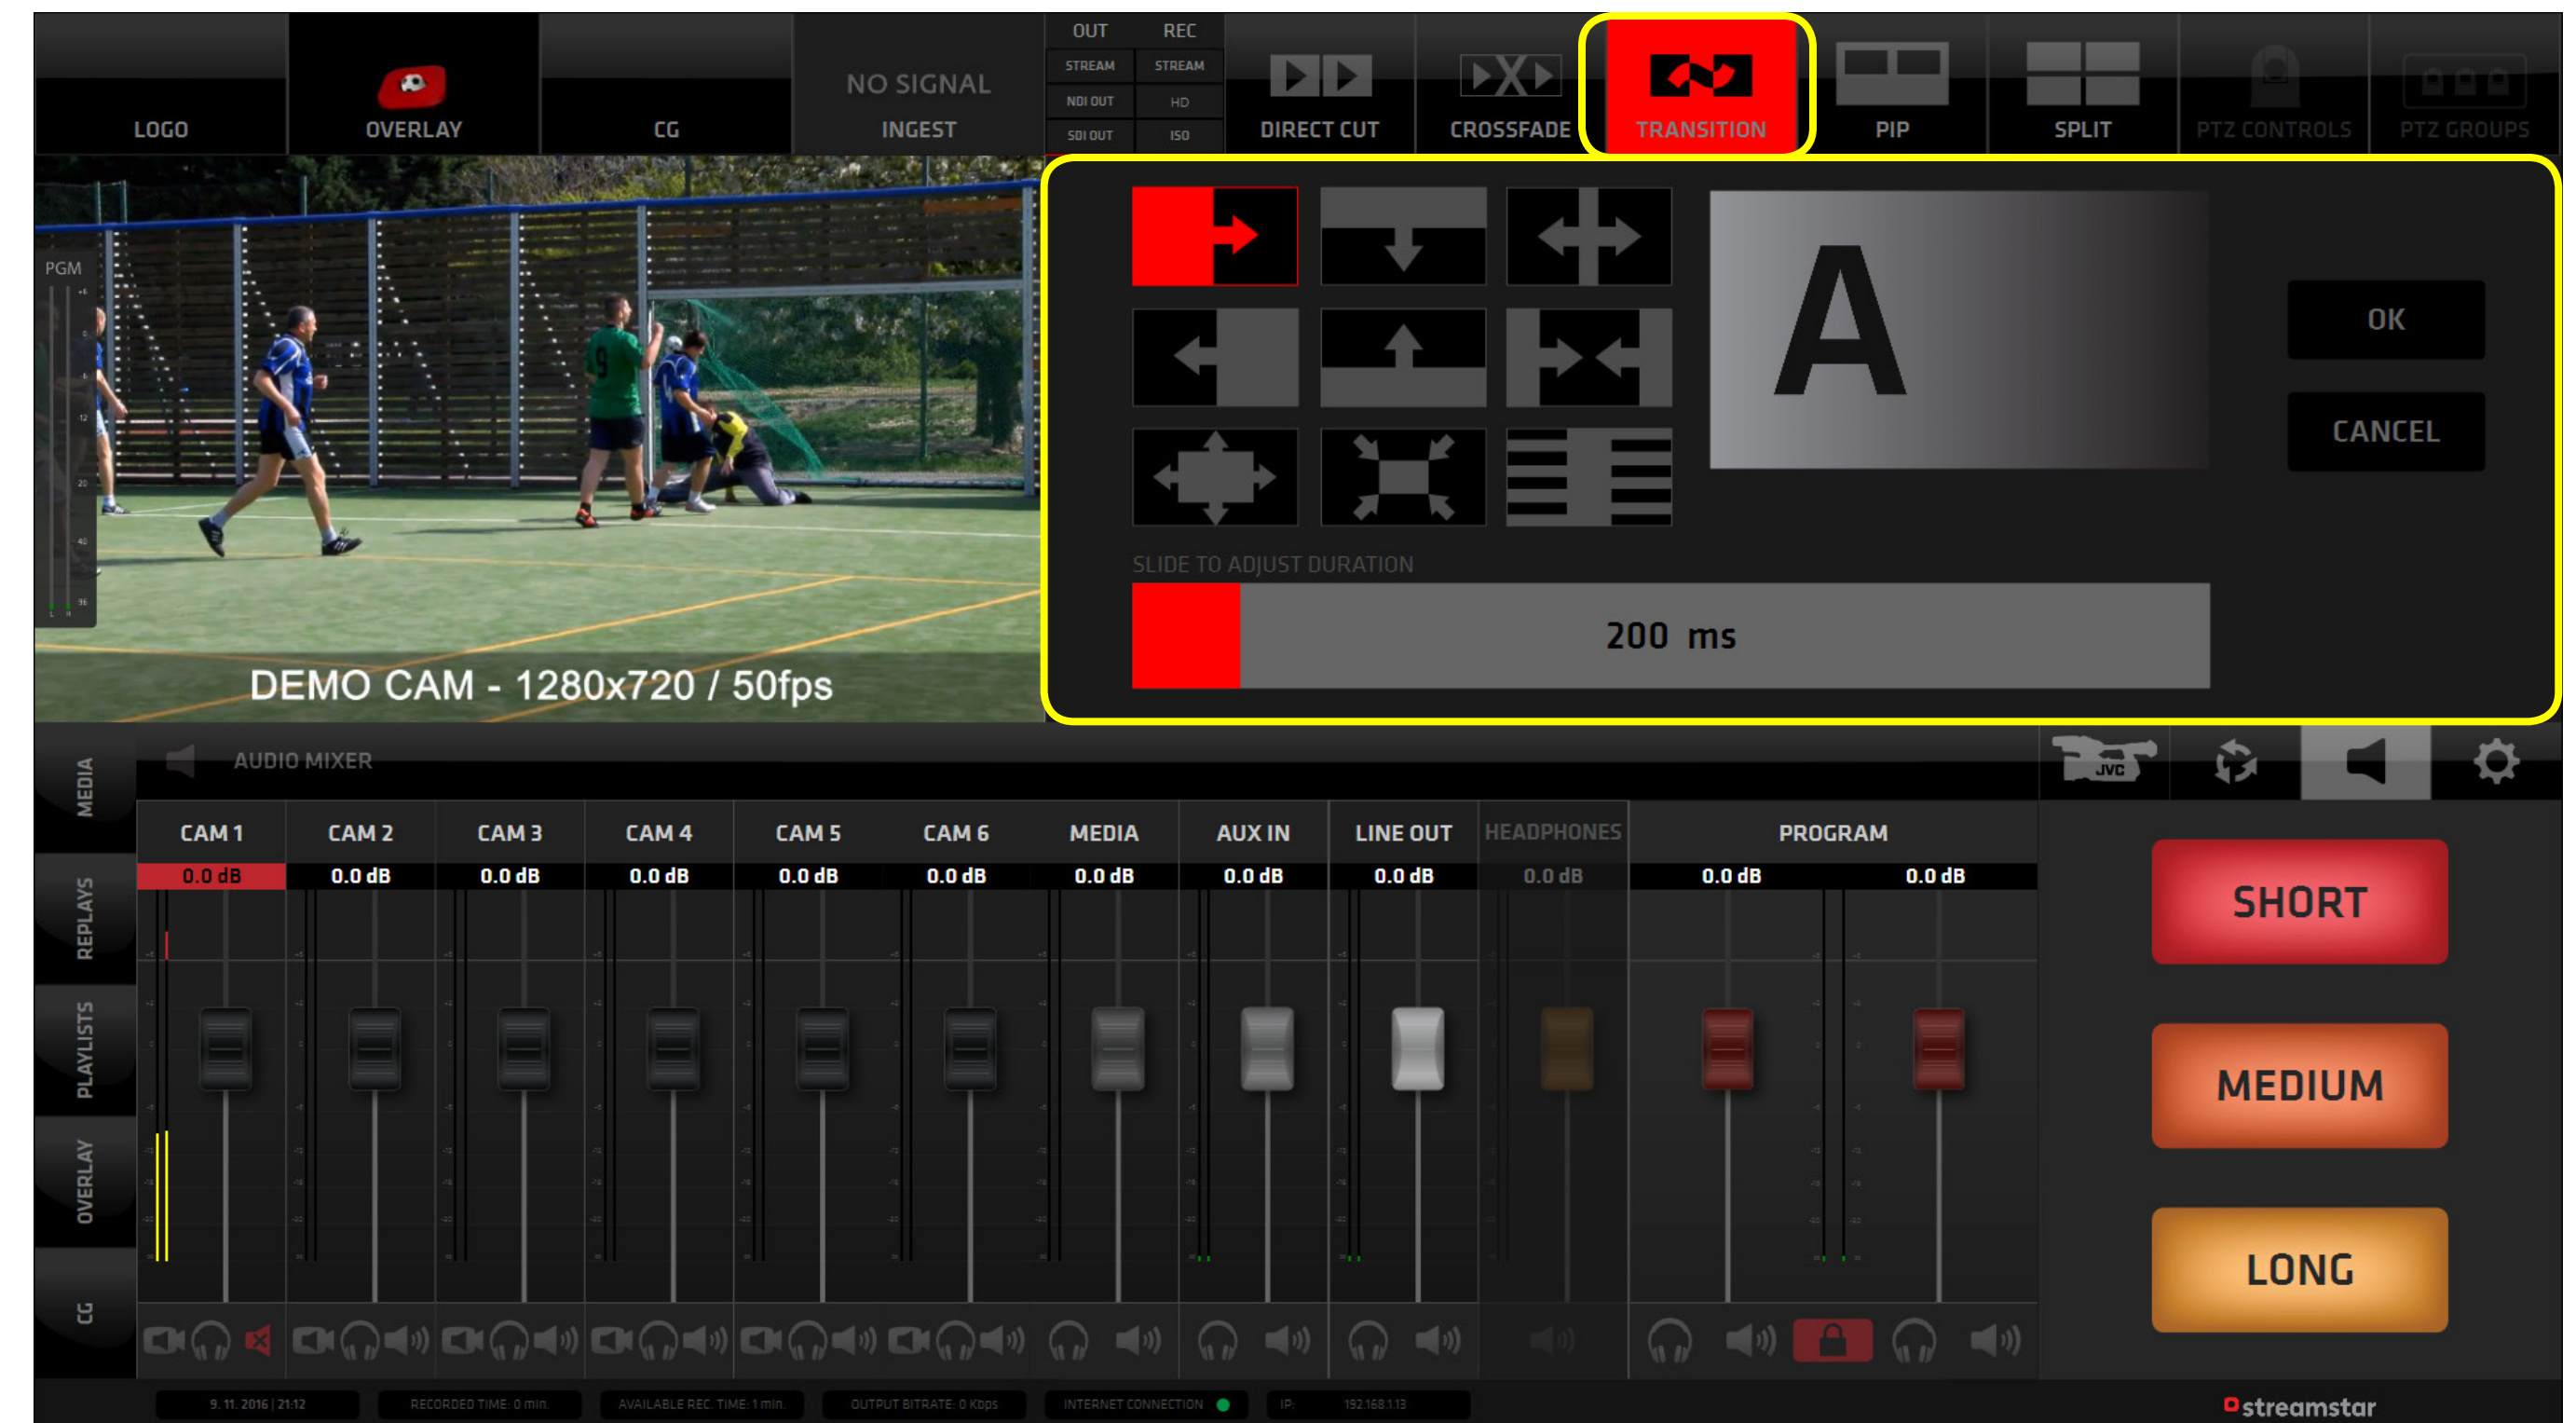 OUT REC
STREAM STREAM
NDI OUT HD
SDI OUT ISO
LOGO
OVERLAY
CG
NO SIGNAL
INGEST
DIRECT CUT
CROSSFADE
TRANSITION
PIP
SPLIT
PTZ CONTROLS
PTZ GROUPS
PGM
9
A
OK
CANCEL
SLIDE TO ADJUST DURATION
200 ms
DEMO CAM - 1280x720 / 50fps
MEDIA
REPLAYS
PLAYLISTS
OVERLAY
CG
AUDIO MIXER
JVC
CAM 1 CAM 2 CAM 3 CAM 4 CAM 5 CAM 6 MEDIA AUX IN LINE OUT HEADPHONES PROGRAM
0.0 dB 0.0 dB 0.0 dB 0.0 dB 0.0 dB 0.0 dB 0.0 dB 0.0 dB 0.0 dB 0.0 dB 0.0 dB 0.0 dB
SHORT
MEDIUM
LONG
9. 11. 2016 | 21:12 RECORDED TIME: 0 min. AVAILABLE REC. TIME: 1 min. OUTPUT BITRATE: 0 Kbps INTERNET CONNECTION IP: 192.168.1.13
streamstar